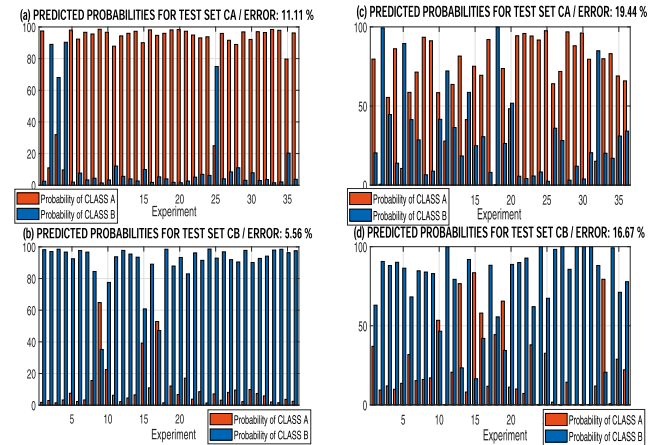 (a) PREDICTED PROBABILITIES FOR TEST SET CA / ERROR: 11.11 %
100
80
60
40
20
0
15 20 25 30 35
Experiment
Probability of CLASS A
Probability of CLASS B
(c) PREDICTED PROBABILITIES FOR TEST SET CA / ERROR: 19.44 %
100
50
0
15 20 25 30 35
Experiment
Probability of CLASS A
Probability of CLASS B
(b) PREDICTED PROBABILITIES FOR TEST SET CB / ERROR: 5.56 %
100
80
60
40
20
0
5 10 15 20
Experiment
Probability of CLASS A
Probability of CLASS B
(d) PREDICTED PROBABILITIES FOR TEST SET CB / ERROR: 16.67 %
100
50
0
5 10 15 20
Experiment
Probability of CLASS A
Probability of CLASS B